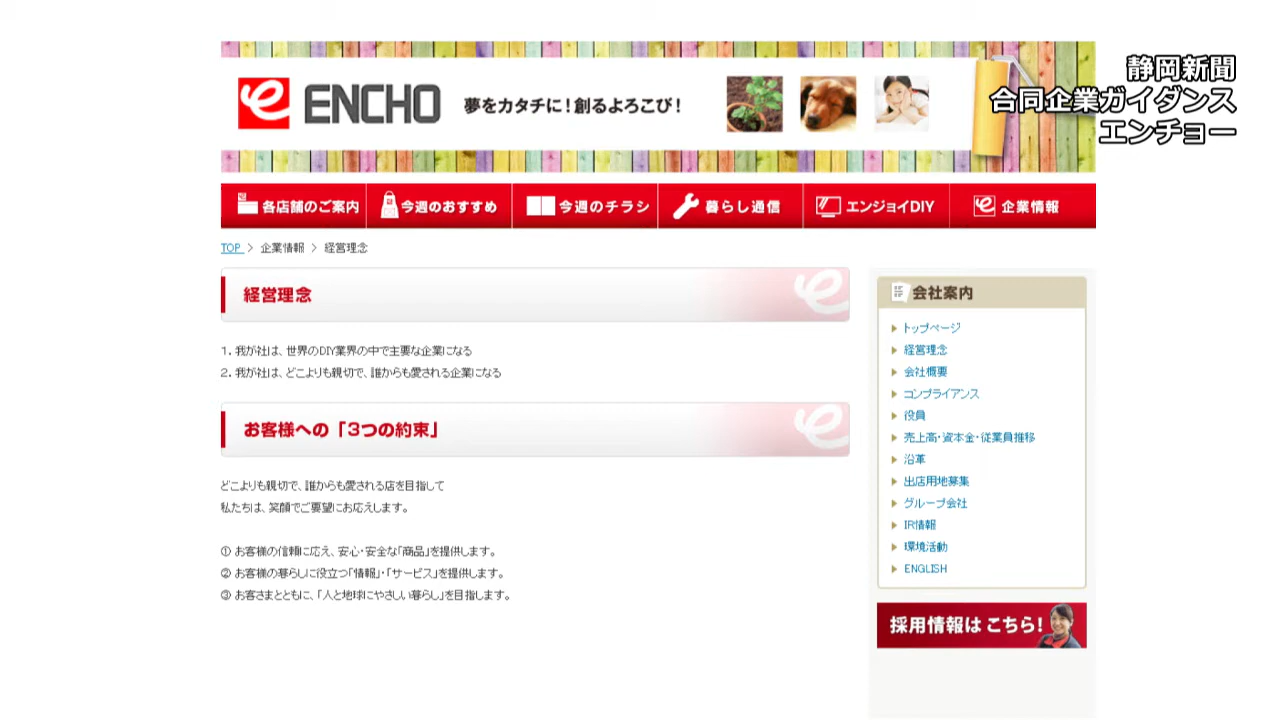 静岡新聞
合同企業ガイダンス
エンチョー
ENCHO
夢をカタチに!創るよろこび!
各店舗のご案内
今週のおすすめ
今週のチラシ
暮らし通信
エンジョイDIY
企業情報
TOP > 企業情報 > 経営理念
経営理念
1. 我が社は、世界のDIY業界の中で主要な企業になる
2. 我が社は、どこよりも親切で、誰からも愛される企業になる
お客様への「3つの約束」
どこよりも親切で、誰からも愛される店を目指して
私たちは、笑顔でご要望にお応えします。
① お客様の信頼に応え、安心・安全な「商品」を提供します。
② お客様の暮らしに役立つ「情報」・「サービス」を提供します。
③ お客さまとともに、「人と地球にやさしい暮らし」を目指します。
会社案内
トップページ
経営理念
会社概要
コンプライアンス
役員
売上高・資本金・従業員推移
沿革
出店用地募集
グループ会社
IR情報
環境活動
ENGLISH
採用情報は こちら!